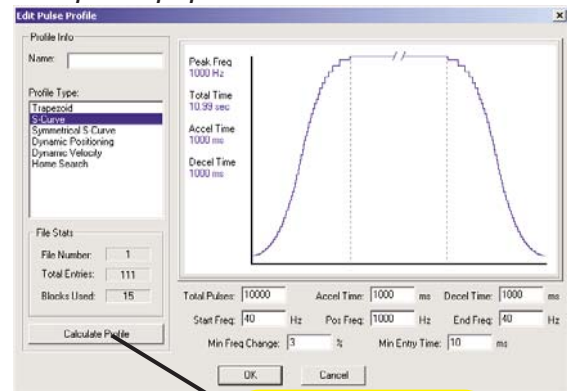 Edit Pulse Profile
Profile Info
Name:
Profile Type:
Trapezoid
S-Curve
Symmetrical S-Curve
Dynamic Positioning
Dynamic Velocity
Home Search
File Stats
File Number: 1
Total Entries: 111
Blocks Used: 15
Calculate Profile
Peak Freq
1000 Hz
Total Time
10.99 sec
Accel Time
1000 ms
Decel Time
1000 ms
Total Pulses: 10000 Accel Time: 1000 ms Decel Time: 1000 ms
Start Freq: 40 Hz Pos Freq: 1000 Hz End Freq: 40 Hz
Min Freq Change: 3 % Min Entry Time: 10 ms
OK Cancel